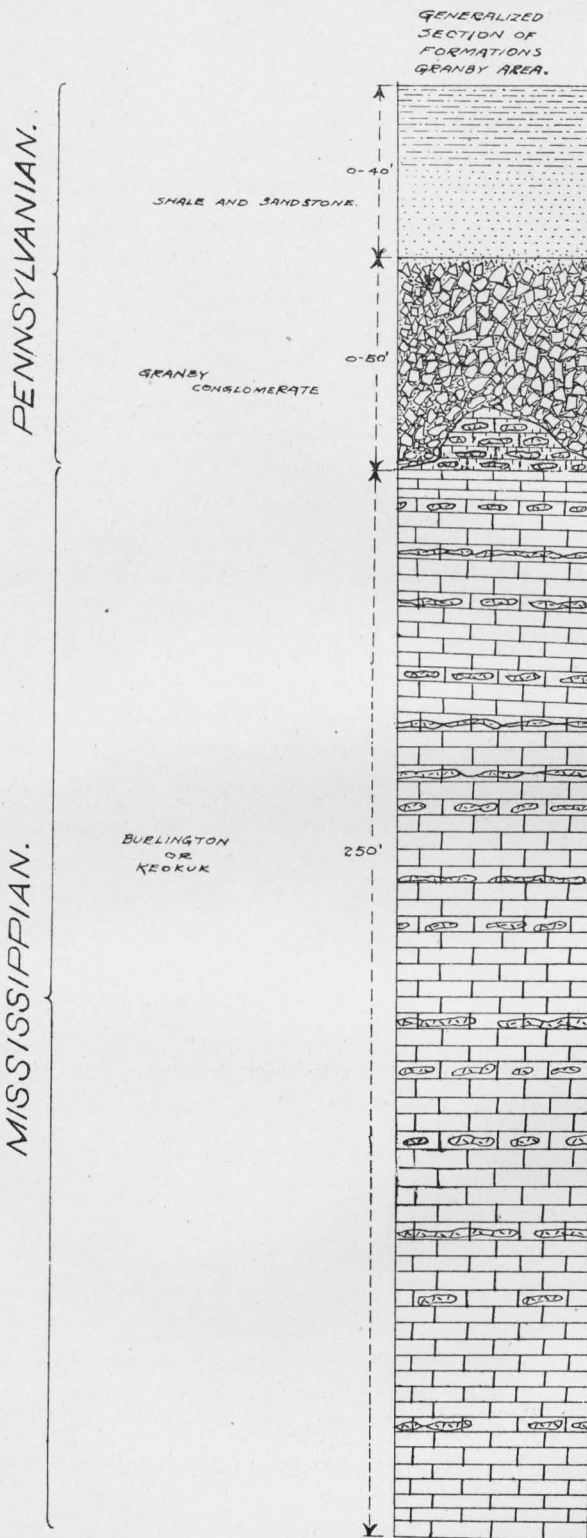 GENERALIZED
SECTION OF
FORMATIONS
GRANBY AREA.
PENNSYLVANIAN.
0-40'
SHALE AND SANDSTONE.
0-50'
GRANBY
CONGLOMERATE
MISSISSIPPIAN.
BURLINGTON
OR
KEOKUK
250'